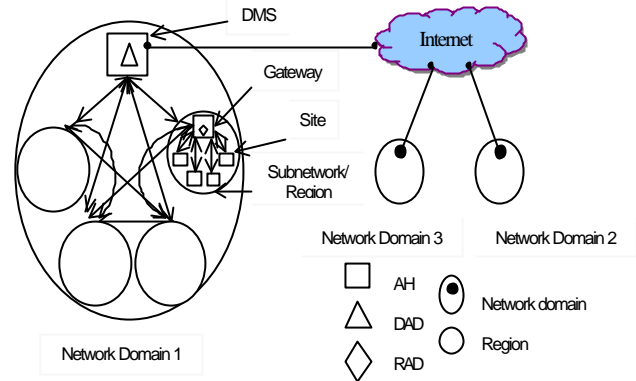 DMS
Internet
Gateway
Site
Subnetwork/
Region
Network Domain 3
Network Domain 2
AH
DAD
RAD
Network domain
Region
Network Domain 1